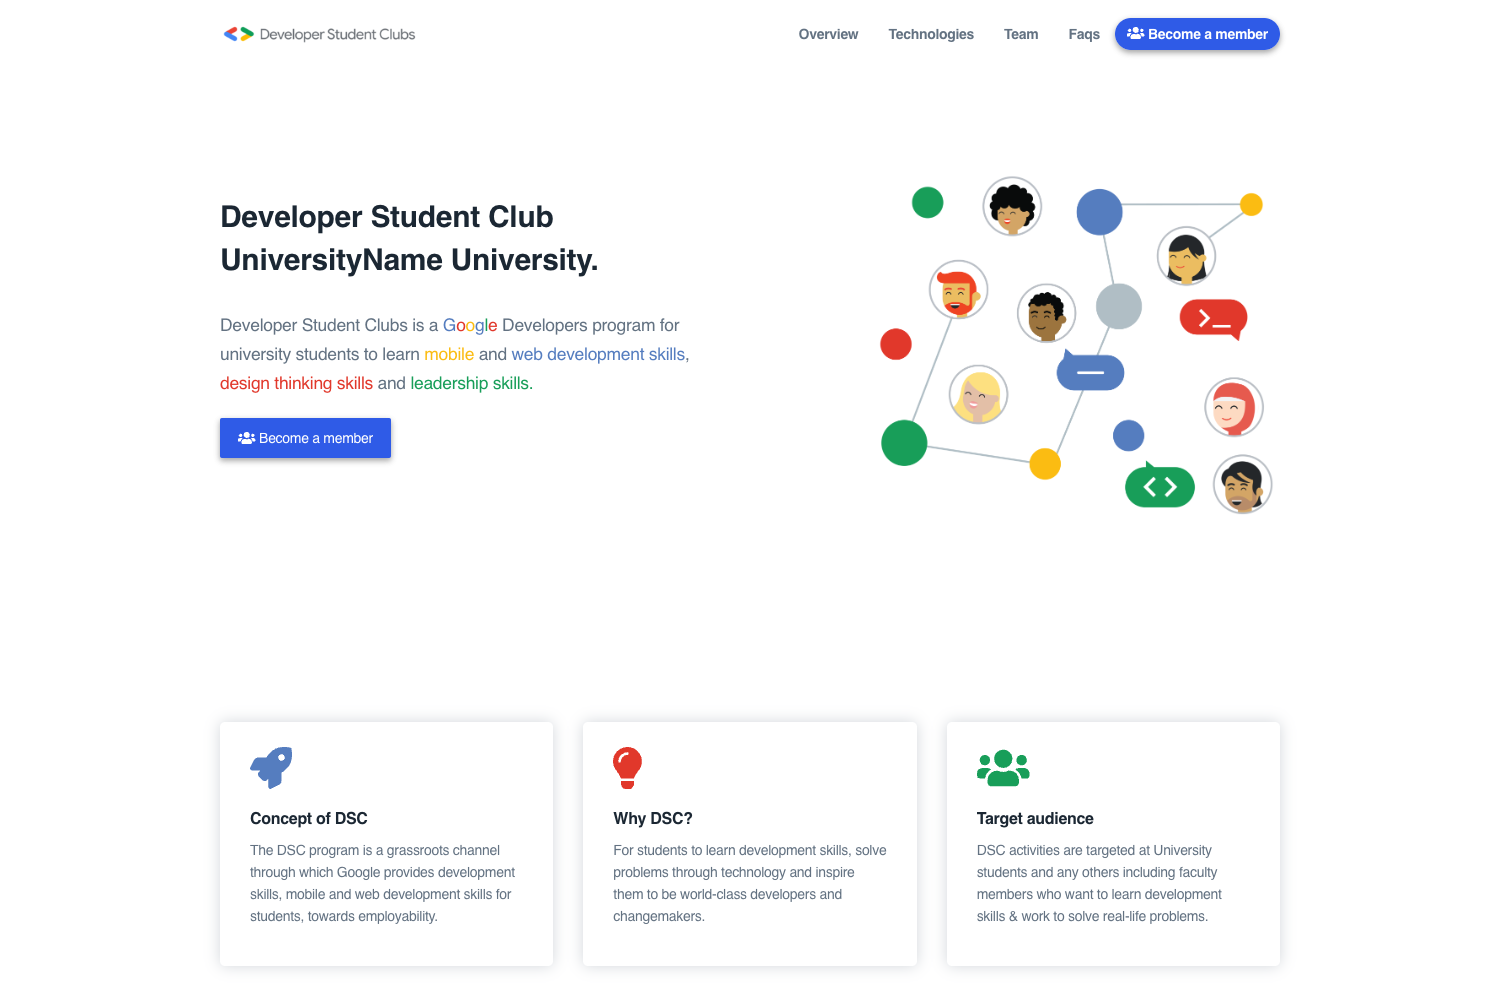 Developer Student Clubs
Overview Technologies Team Faqs Become a member
Developer Student Club
UniversityName University.
Developer Student Clubs is a Google Developers program for
university students to learn mobile and web development skills,
design thinking skills and leadership skills.
Become a member
Concept of DSC
The DSC program is a grassroots channel
through which Google provides development
skills, mobile and web development skills for
students, towards employability.
Why DSC?
For students to learn development skills, solve
problems through technology and inspire
them to be world-class developers and
changemakers.
Target audience
DSC activities are targeted at University
students and any others including faculty
members who want to learn development
skills & work to solve real-life problems.